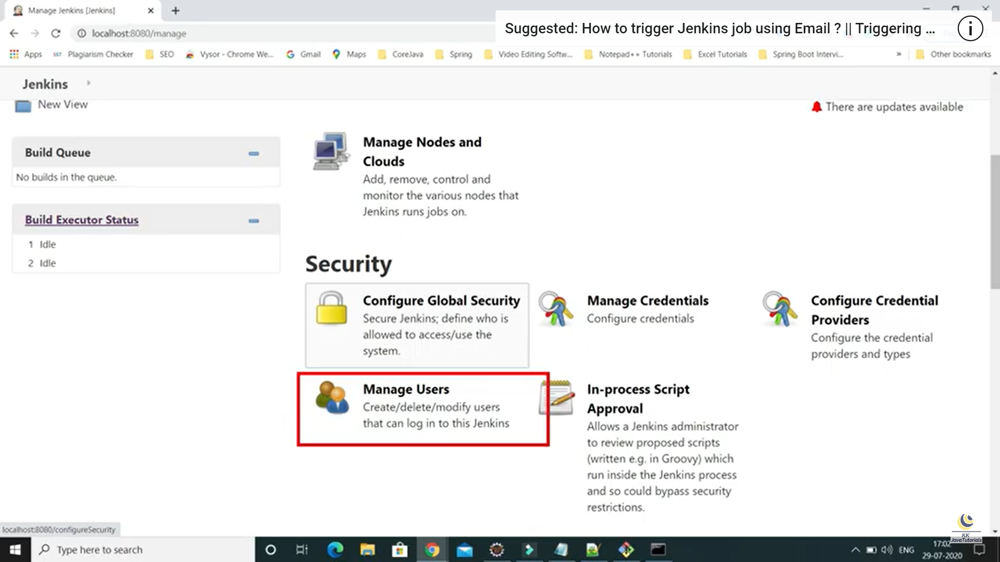 Manage Jenkins [Jenkins]
localhost:8080/manage
Suggested: How to trigger Jenkins job using Email ? || Triggering ...
Apps
Plagiarism Checker
SEO
Vysor - Chrome We...
Gmail
Maps
CoreJava
Spring
Video Editing Softw...
Notepad++ Tutorials
Excel Tutorials
Spring Boot Intervi...
»
Other bookmarks
Jenkins
New View
There are updates available
Build Queue
No builds in the queue.
Build Executor Status
1 Idle
2 Idle
Manage Nodes and
Clouds
Add, remove, control and
monitor the various nodes that
Jenkins runs jobs on.
Security
Configure Global Security
Secure Jenkins; define who is
allowed to access/use the
system.
Manage Credentials
Configure credentials
Configure Credential
Providers
Configure the credential
providers and types
Manage Users
Create/delete/modify users
that can log in to this Jenkins
In-process Script
Approval
Allows a Jenkins administrator
to review proposed scripts
(written e.g. in Groovy) which
run inside the Jenkins process
and so could bypass security
restrictions.
localhost:8080/configureSecurity
KK
JavaTutorials
Type here to search
ENG
17:02
29-07-2020